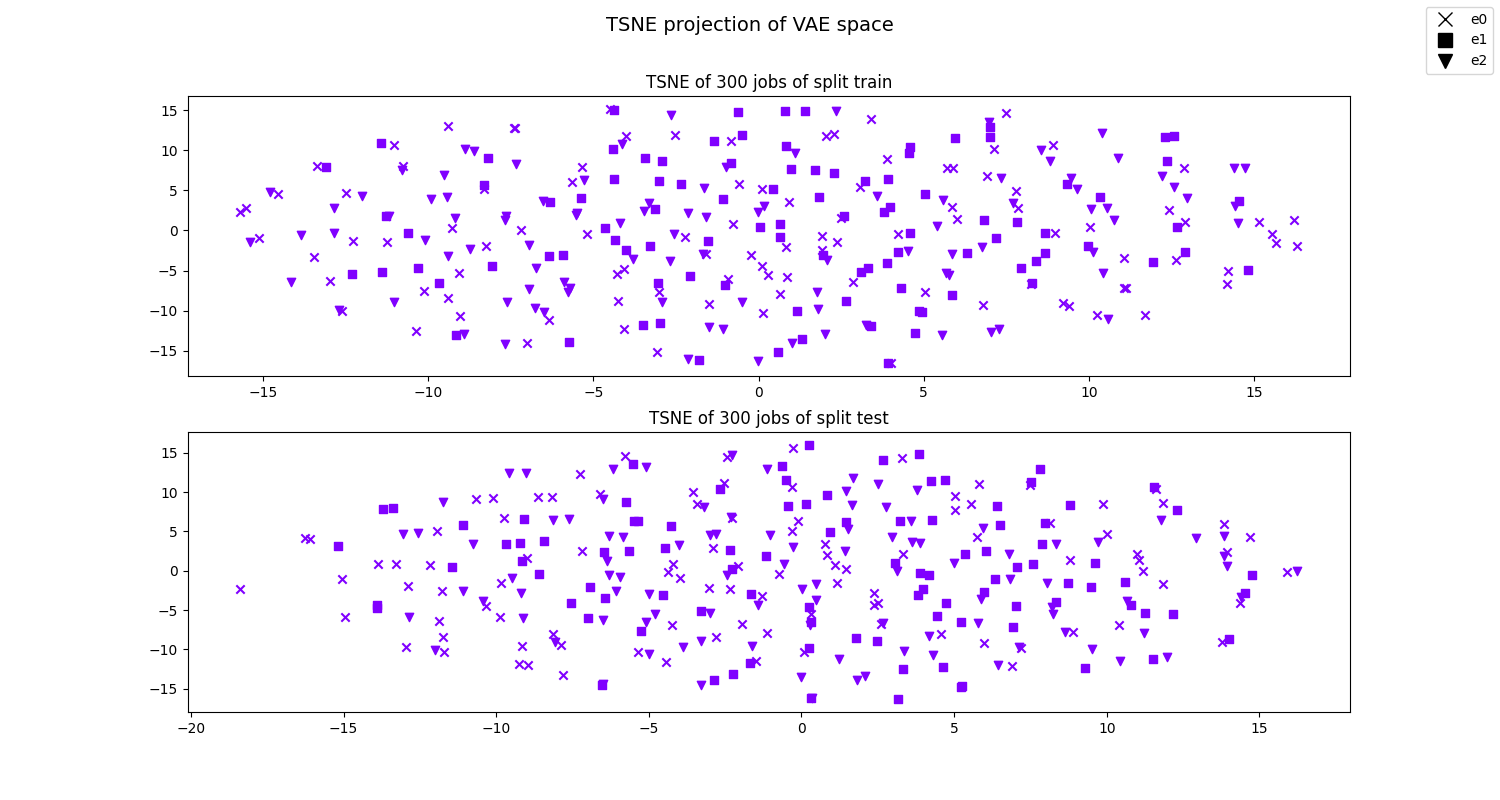 TSNE projection of VAE space
e0
e1
e2
TSNE of 300 jobs of split train
15
10
5
0
−5
−10
−15
−15 −10 −5 0 5 10 15
TSNE of 300 jobs of split test
15
10
5
0
−5
−10
−15
−20 −15 −10 −5 0 5 10 15